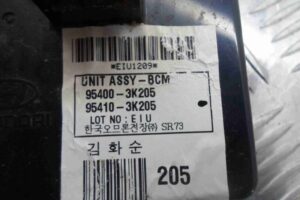 *EIU1209*
UNIT ASSY-BCM
95400-3K205
95410-3K205
LOT NO : EIU
한국오므론전장㈜ SR73
김화순
205